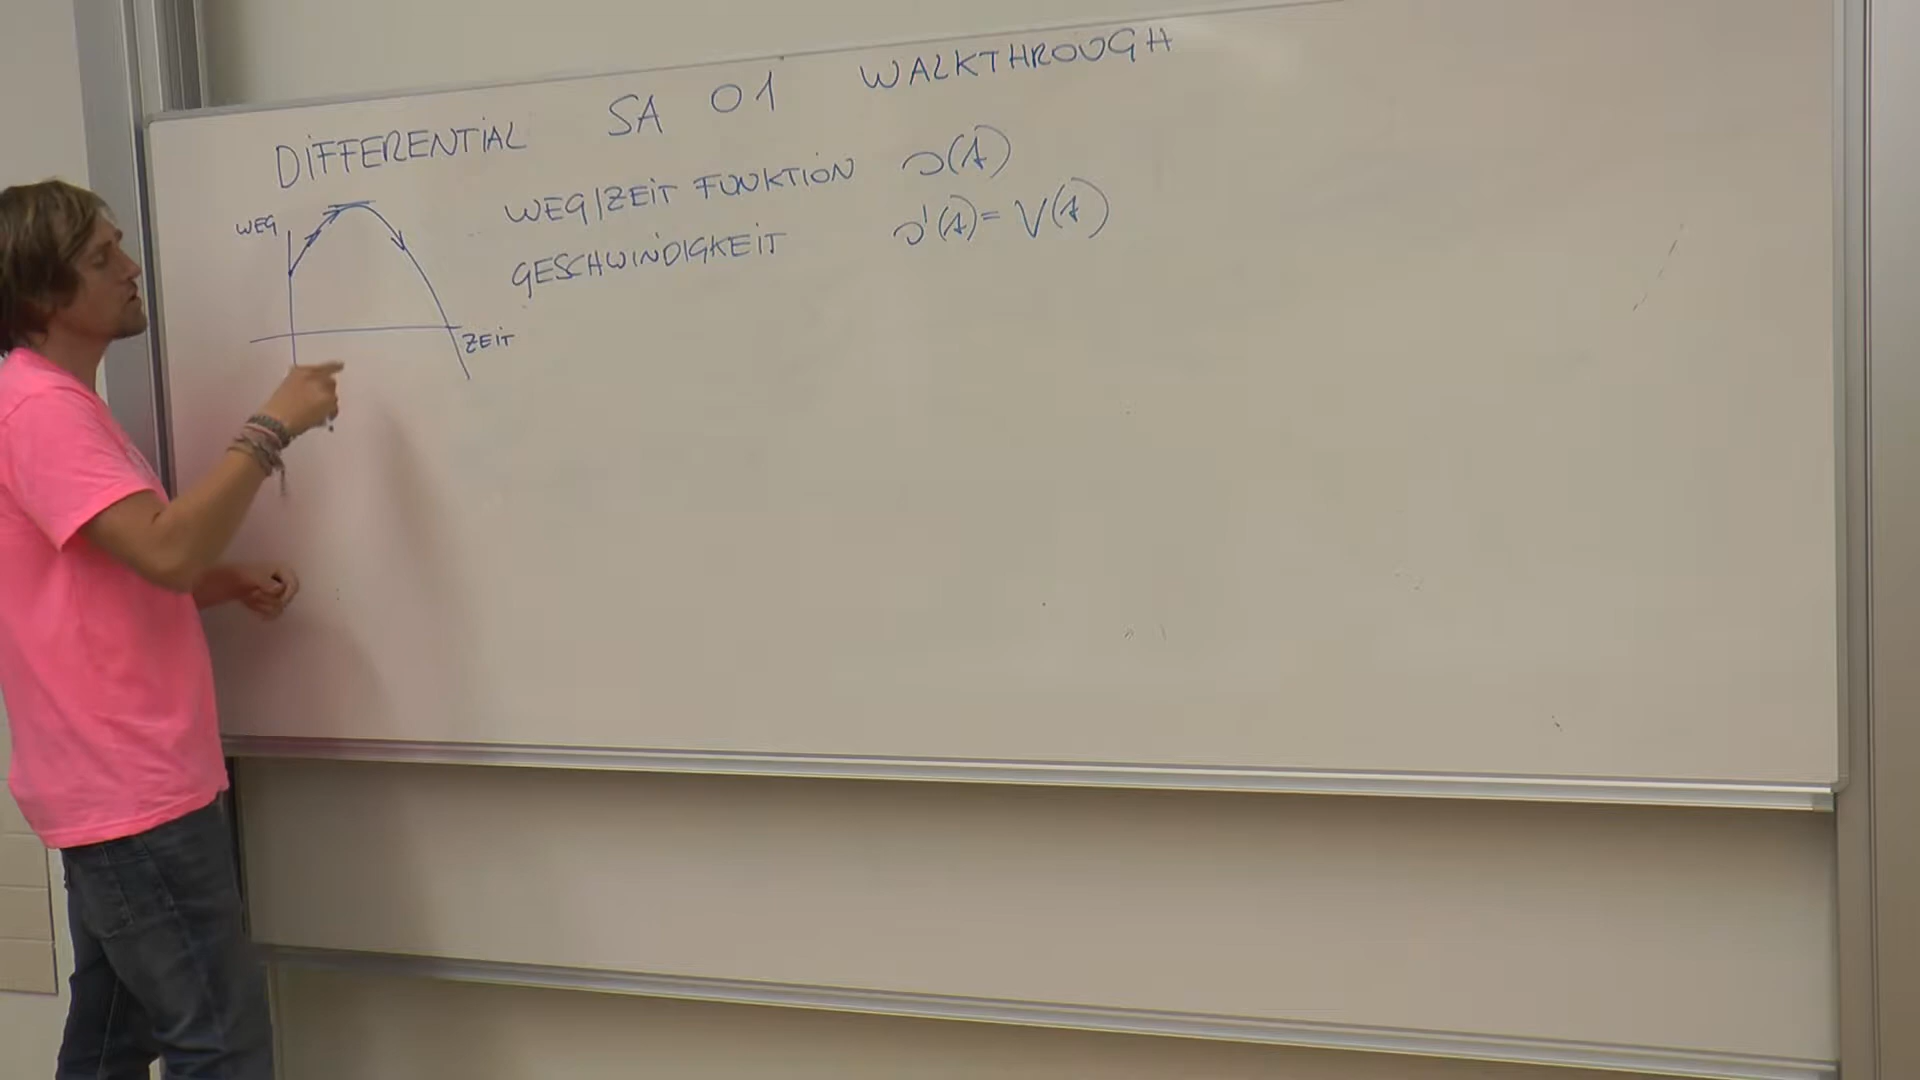 DIFFERENTIAL SA 01 WALKTHROUGH
WEG
ZEIT
WEG/ZEIT FUNKTION s(t)
GESCHWINDIGKEIT s'(t) = V(t)